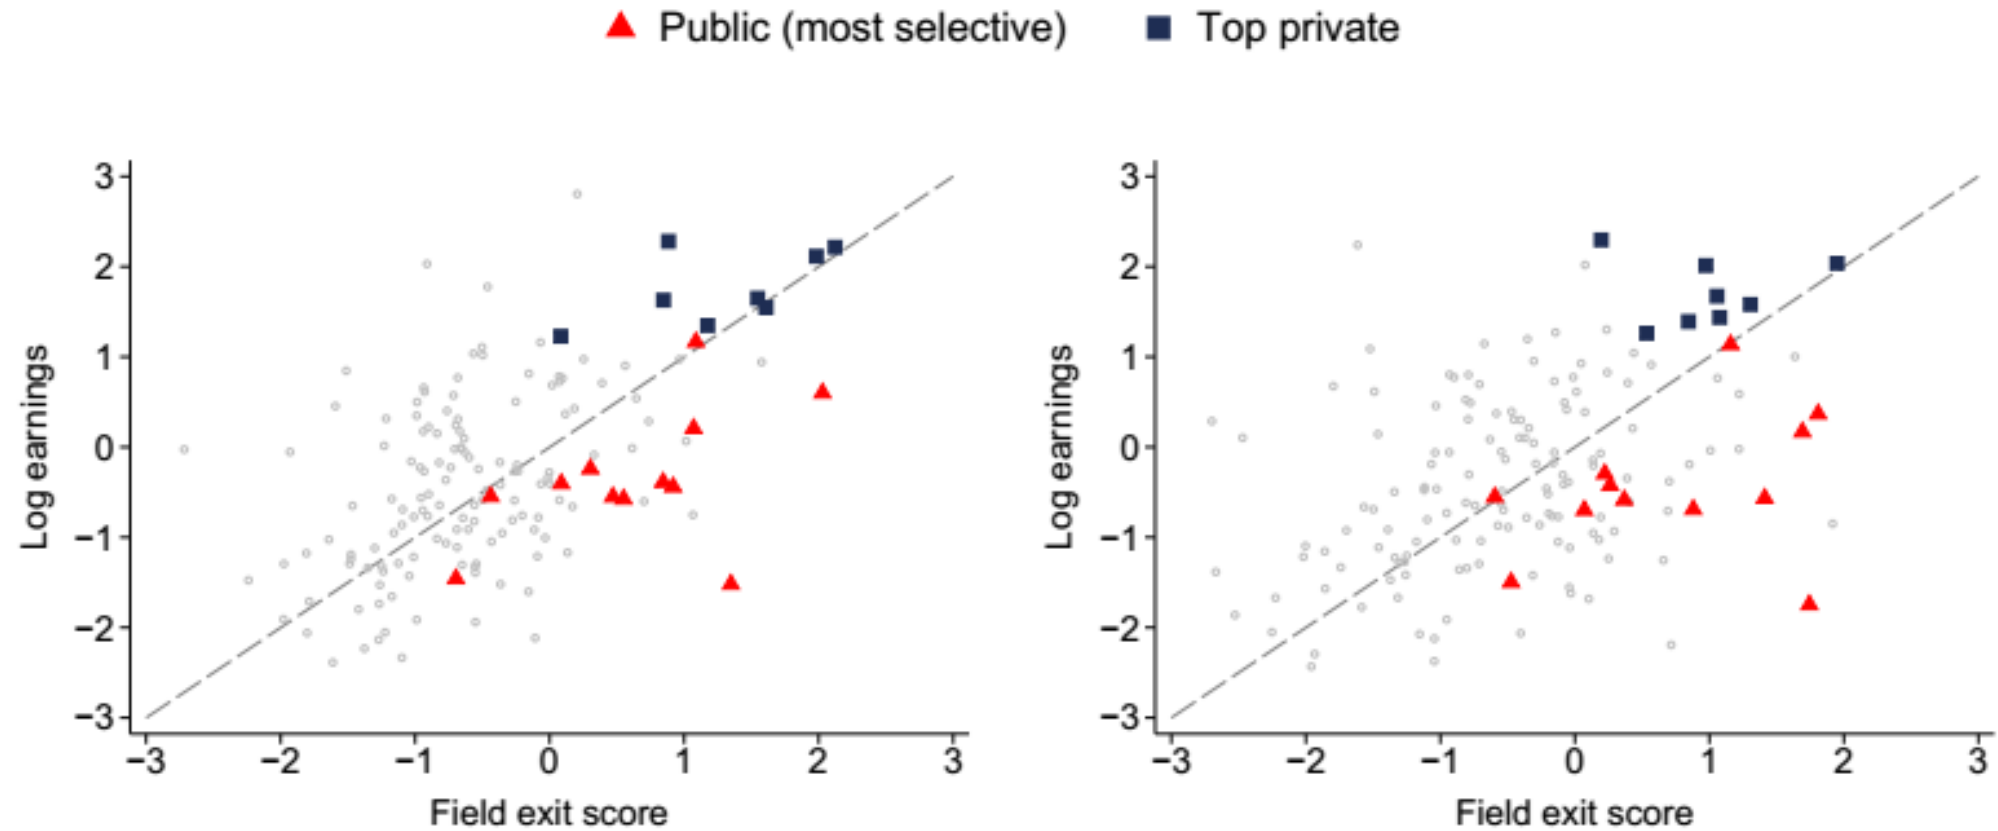 Public (most selective) Top private
Log earnings
3
2
1
0
−1
−2
−3
−3 −2 −1 0 1 2 3
Field exit score
Log earnings
3
2
1
0
−1
−2
−3
−3 −2 −1 0 1 2 3
Field exit score